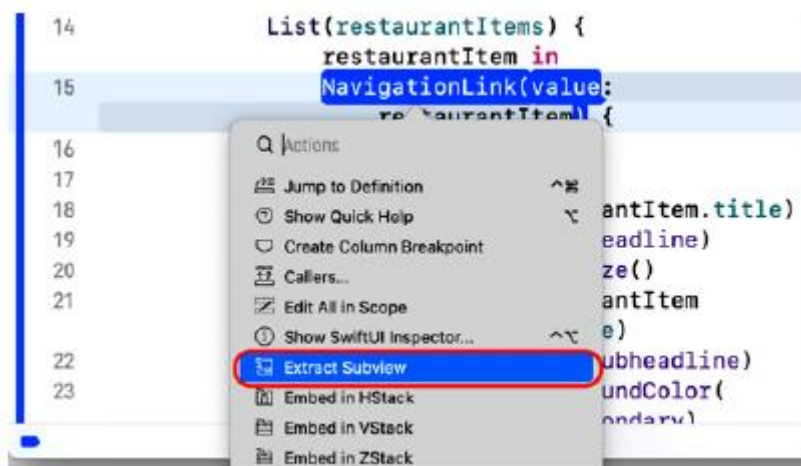 14 List(restaurantItems) {
restaurantItem in
15 NavigationLink(value:
restaurantItem) {
16
Actions
17
Jump to Definition ^⌘
18 antItem.title)
Show Quick Help ⌥
19 eadline)
Create Column Breakpoint
20 ze()
Callers...
21 antItem
Edit All in Scope
e)
Show SwiftUI Inspector... ^⌥
22 ubheadline)
Extract Subview
23 undColor(
Embed in HStack
ondary)
Embed in VStack
Embed in ZStack